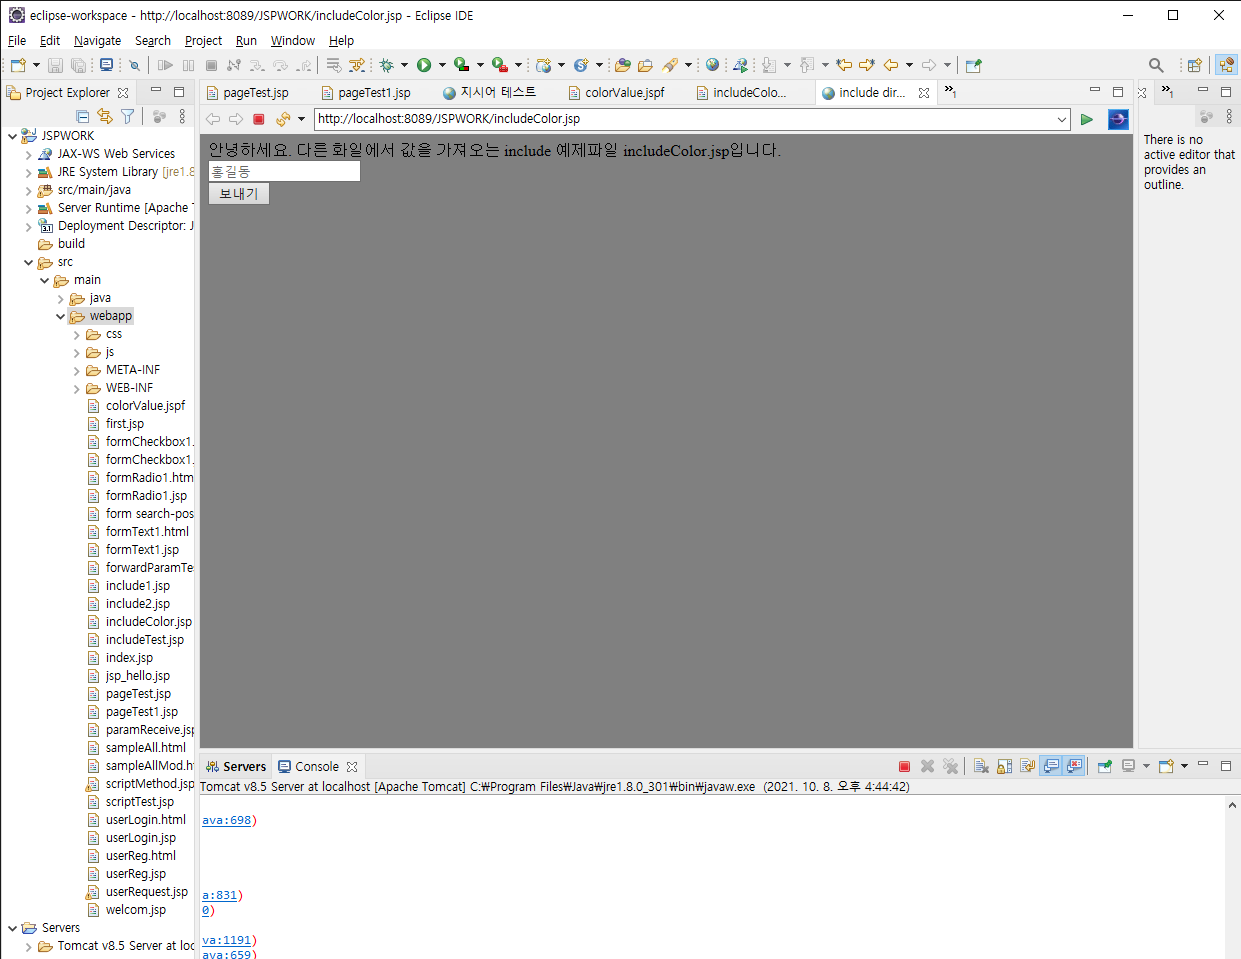 eclipse-workspace - http://localhost:8089/JSPWORK/includeColor.jsp - Eclipse IDE
File Edit Navigate Search Project Run Window Help
Project Explorer
pageTest.jsp pageTest1.jsp 지시어 테스트 colorValue.jspf includeColo... include dir... »1 »1
http://localhost:8089/JSPWORK/includeColor.jsp
안녕하세요. 다른 화일에서 값을 가져오는 include 예제파일 includeColor.jsp입니다.
홍길동
보내기
There is no
active editor that
provides an
outline.
JSPWORK
JAX-WS Web Services
JRE System Library [jre1.8
src/main/java
Server Runtime [Apache T
Deployment Descriptor: J
build
src
main
java
webapp
css
js
META-INF
WEB-INF
colorValue.jspf
first.jsp
formCheckbox1.
formCheckbox1.
formRadio1.htm
formRadio1.jsp
form search-pos
formText1.html
formText1.jsp
forwardParamTe
include1.jsp
include2.jsp
includeColor.jsp
includeTest.jsp
index.jsp
jsp_hello.jsp
pageTest.jsp
pageTest1.jsp
paramReceive.jsp
sampleAll.html
sampleAllMod.h
scriptMethod.jsp
scriptTest.jsp
userLogin.html
userLogin.jsp
userReg.html
userReg.jsp
userRequest.jsp
welcom.jsp
Servers
Tomcat v8.5 Server at loc
Servers Console
Tomcat v8.5 Server at localhost [Apache Tomcat] C:₩Program Files₩Java₩jre1.8.0_301₩bin₩javaw.exe (2021. 10. 8. 오후 4:44:42)
ava:698)
a:831)
0)
va:1191)
ava:659)